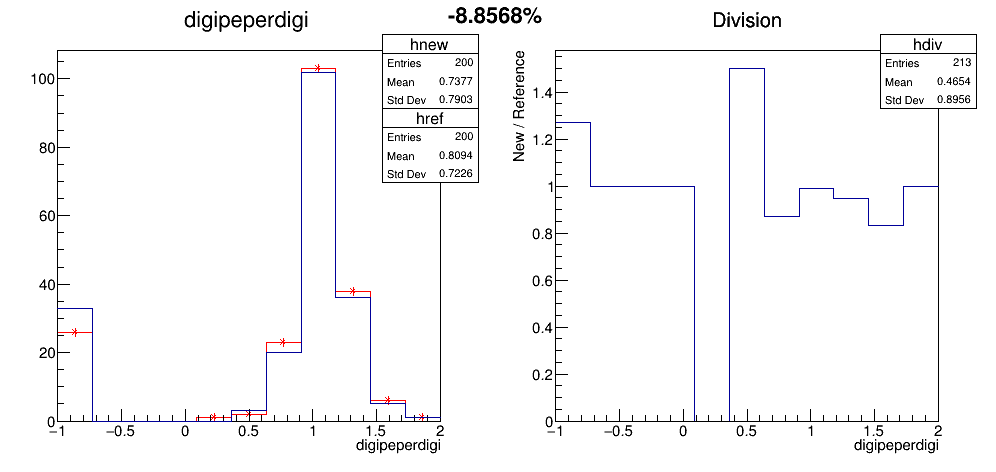 -8.8568%
digipeperdigi
hnew
Entries 200
Mean 0.7377
Std Dev 0.7903
href
Entries 200
Mean 0.8094
Std Dev 0.7226
100
80
60
40
20
0
−1 −0.5 0 0.5 1 1.5 2
digipeperdigi
Division
hdiv
Entries 213
Mean 0.4654
Std Dev 0.8956
New / Reference
1.4
1.2
1
0.8
0.6
0.4
0.2
0
−1 −0.5 0 0.5 1 1.5 2
digipeperdigi